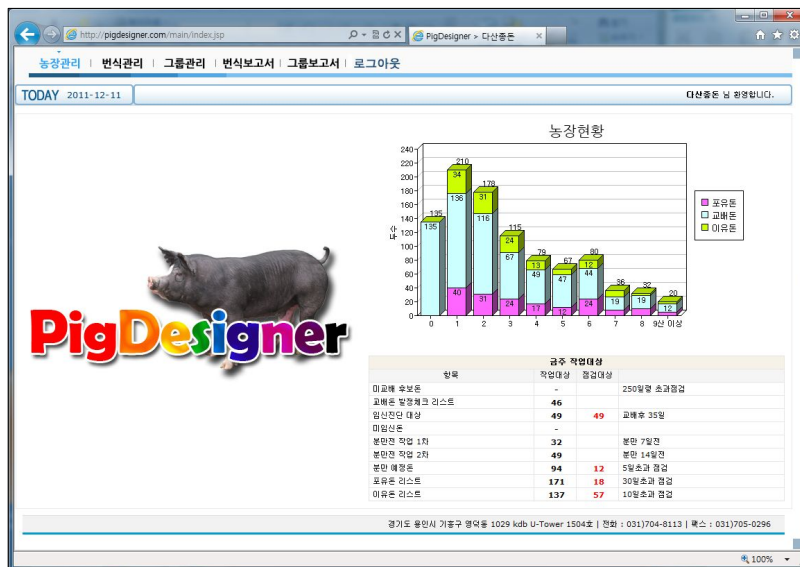 http://pigdesigner.com/main/index.jsp
PigDesigner > 다산종돈
농장관리 | 번식관리 | 그룹관리 | 번식보고서 | 그룹보고서 | 로그아웃
TODAY 2011-12-11
다산종돈 님 환영합니다.
농장현황
두수
240
220
200
180
160
140
120
100
80
60
40
20
0
135
210
178
115
79
67
80
36
32
20
135
34
136
40
31
116
31
24
67
24
13
49
17
47
12
12
44
24
19
19
12
0 1 2 3 4 5 6 7 8 9산 이상
포유돈
교배돈
이유돈
PigDesigner
금주 작업대상
항목 작업대상 점검대상
미교배 후보돈 - 250일령 초과점검
교배돈 발정체크 리스트 46
임신진단 대상 49 49 교배후 35일
미임신돈 -
분만전 작업 1차 32 분만 7일전
분만전 작업 2차 49 분만 14일전
분만 예정돈 94 12 5일초과 점검
포유돈 리스트 171 18 30일초과 점검
이유돈 리스트 137 57 10일초과 점검
경기도 용인시 기흥구 영덕동 1029 kdb U-Tower 1504호 | 전화 : 031)704-8113 | 팩스 : 031)705-0296
100%